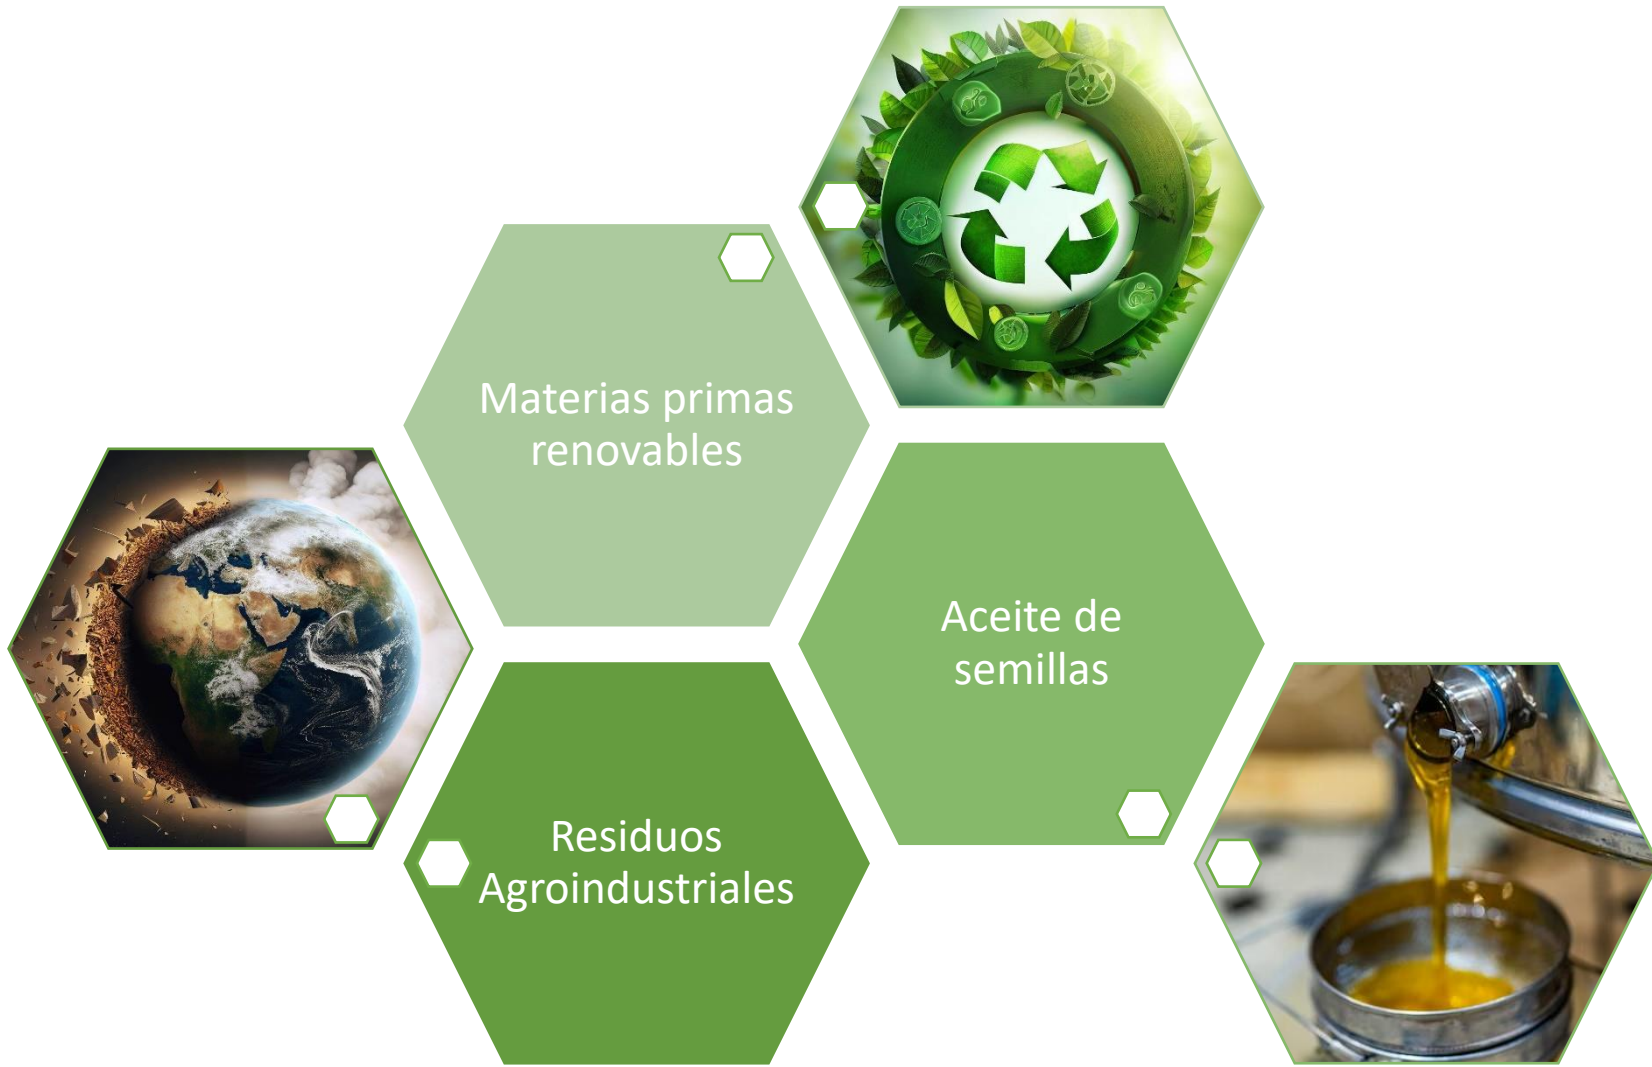 Materias primas
renovables
Aceite de
semillas
Residuos
Agroindustriales